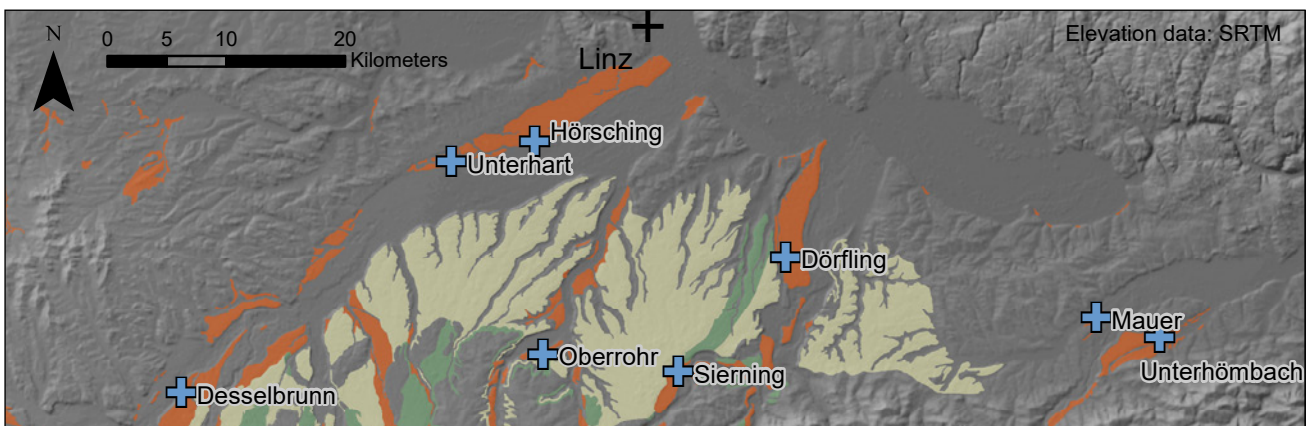 N
0 5 10 20
Kilometers
Linz
Elevation data: SRTM
Hörsching
Unterhart
Dörfling
Mauer
Unterhömbach
Oberrohr
Sierning
Desselbrunn